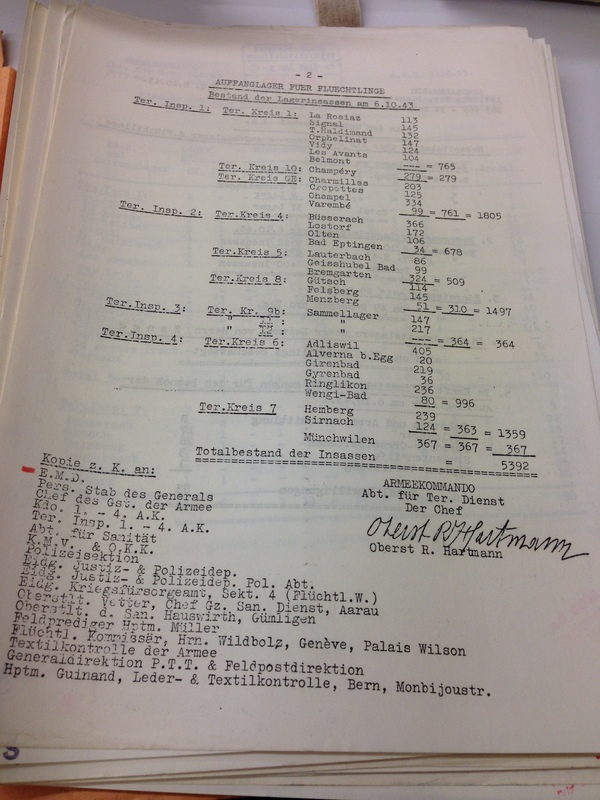 - 2 -
AUFFANGLAGER FUER FLUECHTLINGE
Bestand der Lagerinsassen am 6.10.43
Ter. Insp. 1: Ter. Kreis 1: La Rosiaz 113
Signal 145
T.Haldimand 132
Orphelinat 147
Vidy 124
Les Avants 104
Belmont --- = 765
Ter. Kreis 10: Champéry 279 = 279
Ter. Kreis GE: Charmilles 203
Cropettes 125
Champel 334
Varembé 99 = 761 = 1805
Ter. Insp. 2: Ter.Kreis 4: Büsserach 366
Lostorf 172
Olten 106
Bad Eptingen 34 = 678
Ter.Kreis 5: Lauterbach 86
Geisshubel Bad 99
Bremgarten 324 = 509
Ter.Kreis 8: Gütsch 114
Felsberg 145
Menzberg 51 = 310 = 1497
Ter.Insp. 3: Ter. Kr. 9b: Sammellager 147
" " 217
" " --- = 364 = 364
Ter.Insp. 4: Ter.Kreis 6: Adliswil 405
Alverna b.Egg 20
Girenbad 219
Gyrenbad 36
Ringlikon 236
Wengi-Bad 80 = 996
Ter.Kreis 7 Hemberg 239
Sirnach 124 = 363 = 1359
Münchwilen 367 = 367 = 367
Totalbestand der Insassen = 5392
Kopie z. K. an:
E.M.D.
Pers. Stab des Generals
Chef des Gst. der Armee
Kdo. 1. - 4. A.K.
Ter. Insp. 1. - 4. A.K.
Abt. für Sanität
K.M.V. & O.K.K.
Polizeisektion
Eidg. Justiz- & Polizeidep.
Eidg. Justiz- & Polizeidep. Pol. Abt.
Eidg. Kriegsfürsorgeamt, Sekt. 4 (Flüchtl.W.)
Oberstlt. Vetter, Chef Gz. San. Dienst, Aarau
Oberstlt. d. San. Hauswirth, Gümligen
Feldprediger Hptm. Müller
Flüchtl. Kommissär, Hrn. Wildbolz, Genève, Palais Wilson
Textilkontrolle der Armee
Generaldirektion P.T.T. & Feldpostdirektion
Hptm. Guinand, Leder- & Textilkontrolle, Bern, Monbijoustr.
ARMEEKOMMANDO
Abt. für Ter. Dienst
Der Chef
Oberst R Hartmann
Oberst R. Hartmann